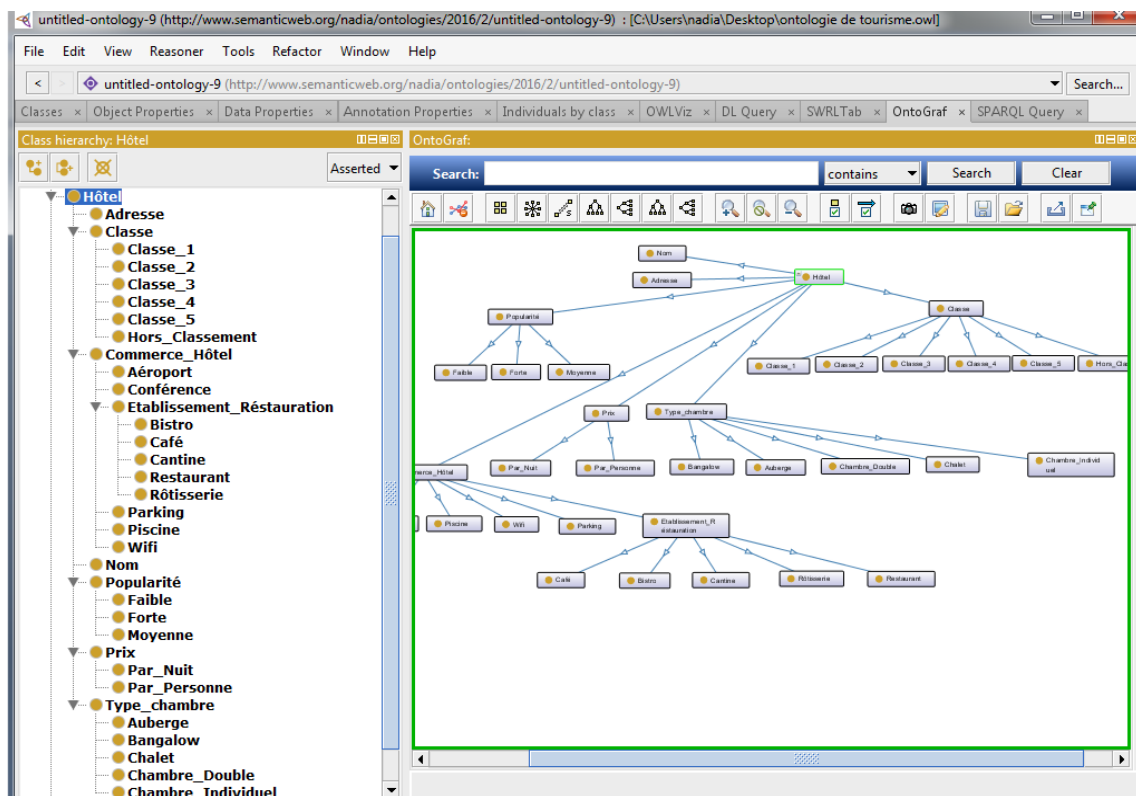 untitled-ontology-9 (http://www.semanticweb.org/nadia/ontologies/2016/2/untitled-ontology-9) : [C:\Users\nadia\Desktop\ontologie de tourisme.owl]
File Edit View Reasoner Tools Refactor Window Help
untitled-ontology-9 (http://www.semanticweb.org/nadia/ontologies/2016/2/untitled-ontology-9) Search...
Classes × Object Properties × Data Properties × Annotation Properties × Individuals by class × OWLViz × DL Query × SWRLTab × OntoGraf × SPARQL Query ×
Class hierarchy: Hôtel
Asserted
Hôtel
Adresse
Classe
Classe_1
Classe_2
Classe_3
Classe_4
Classe_5
Hors_Classement
Commerce_Hôtel
Aéroport
Conférence
Etablissement_Réstauration
Bistro
Café
Cantine
Restaurant
Rôtisserie
Parking
Piscine
Wifi
Nom
Popularité
Faible
Forte
Moyenne
Prix
Par_Nuit
Par_Personne
Type_chambre
Auberge
Bangalow
Chalet
Chambre_Double
Chambre_Individuel
OntoGraf:
Search: contains Search Clear
Nom
Hôtel
Adresse
Popularité
Classe
Faible Forte Moyenne
Classe_1 Classe_2 Classe_3 Classe_4 Classe_5 Hors_Clas
Prix Type_chambre
merce_Hôtel Par_Nuit Par_Personne Bangalow Auberge Chambre_Double Chalet Chambre_Individ
uel
Piscine Wifi Parking Etablissement_R
éstauration
Café Bistro Cantine Rôtisserie Restaurant